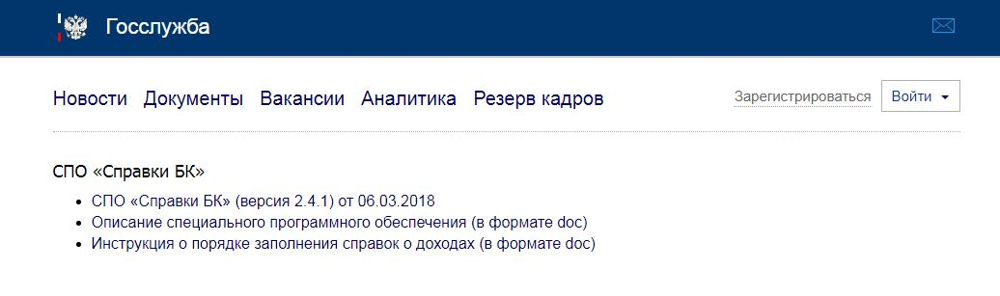 Госслужба
Новости Документы Вакансии Аналитика Резерв кадров Зарегистрироваться Войти
СПО «Справки БК»
СПО «Справки БК» (версия 2.4.1) от 06.03.2018
Описание специального программного обеспечения (в формате doc)
Инструкция о порядке заполнения справок о доходах (в формате doc)